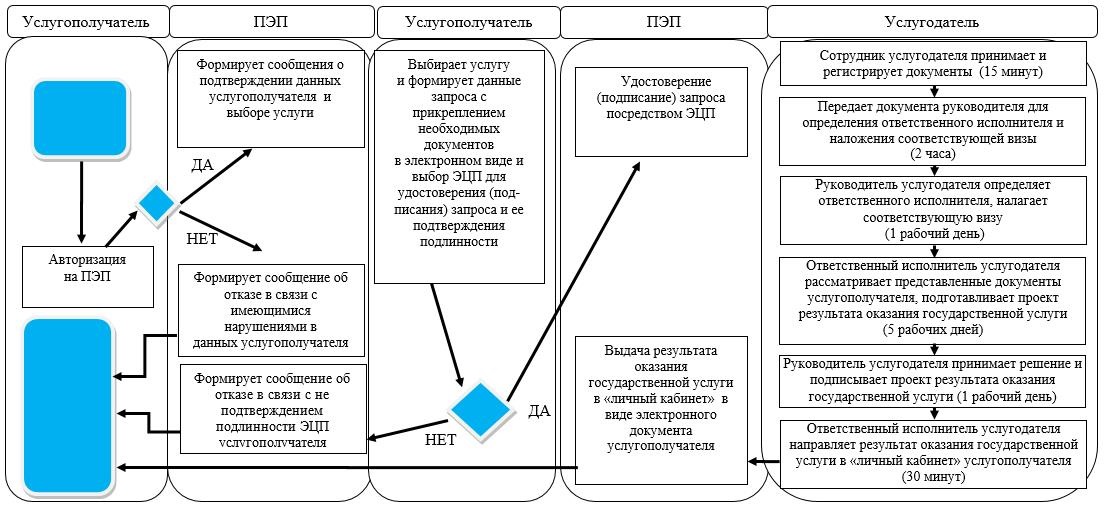 Услугополучатель
ПЭП
Услугополучатель
ПЭП
Услугодатель
Авторизация
на ПЭП
Формирует сообщения о
подтверждении данных
услугополучателя и
выборе услуги
ДА
НЕТ
Формирует сообщение об
отказе в связи с
имеющимися
нарушениями в
данных услугополучателя
Формирует сообщение об
отказе в связи с не
подтверждением
подлинности ЭЦП
услугополучателя
Выбирает услугу
и формирует данные
запроса с
прикреплением
необходимых
документов
в электронном виде и
выбор ЭЦП для
удостоверения (под-
писания) запроса и ее
подтверждения
подлинности
ДА
НЕТ
Удостоверение
(подписание) запроса
посредством ЭЦП
Выдача результата
оказания
государственной услуги
в «личный кабинет» в
виде электронного
документа
услугополучателя
Сотрудник услугодателя принимает и
регистрирует документы (15 минут)
Передает документа руководителя для
определения ответственного исполнителя и
наложения соответствующей визы
(2 часа)
Руководитель услугодателя определяет
ответственного исполнителя, налагает
соответствующую визу
(1 рабочий день)
Ответственный исполнитель услугодателя
рассматривает представленные документы
услугополучателя, подготавливает проект
результата оказания государственной услуги
(5 рабочих дней)
Руководитель услугодателя принимает решение и
подписывает проект результата оказания
государственной услуги (1 рабочий день)
Ответственный исполнитель услугодателя
направляет результат оказания государственной
услуги в «личный кабинет» услугополучателя
(30 минут)